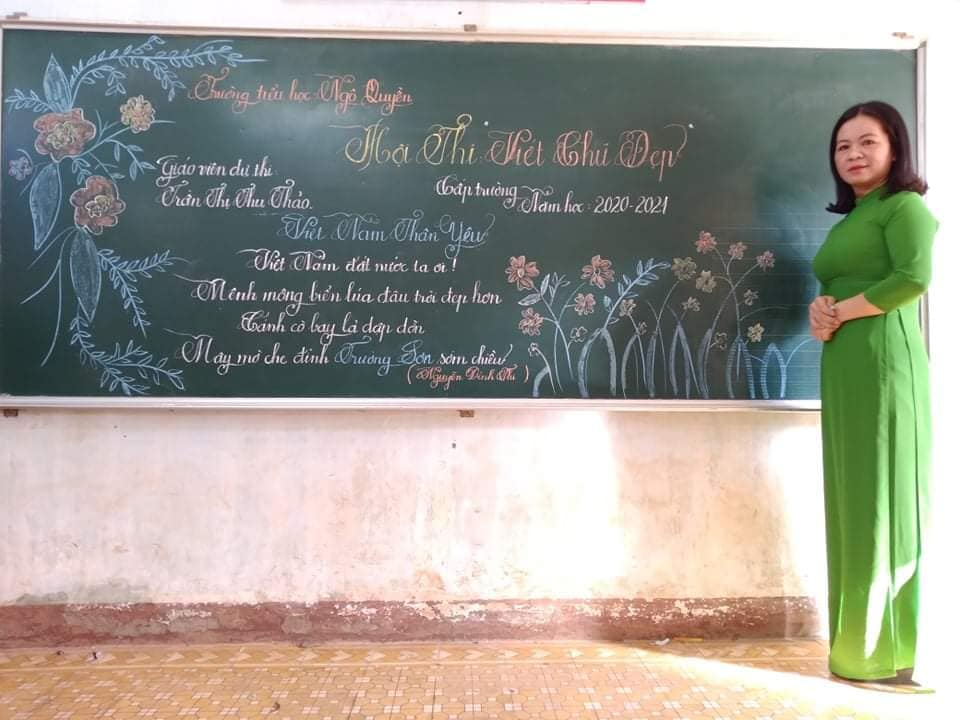 Trường tiểu học Ngô Quyền
Hội Thi Viết Chữ Đẹp
Giáo viên dự thi
Cấp trường
Năm học: 2020-2021
Trần Thị Thu Thảo.
Việt Nam Thân Yêu
Việt Nam đất nước ta ơi!
Mênh mông biển lúa đâu trời đẹp hơn
Cánh cò bay lả dập dờn
Mây mờ che đỉnh Trường Sơn sớm chiều
(Nguyễn Đình Thi)